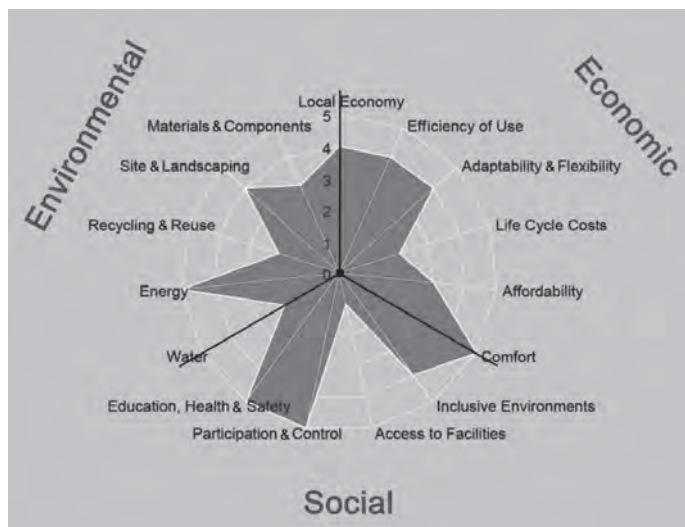 Environmental
Economic
Local Economy
5
4
3
2
1
0
Efficiency of Use
Adaptability & Flexibility
Life Cycle Costs
Affordability
Comfort
Inclusive Environments
Access to Facilities
Participation & Control
Education, Health & Safety
Water
Energy
Recycling & Reuse
Site & Landscaping
Materials & Components
Social